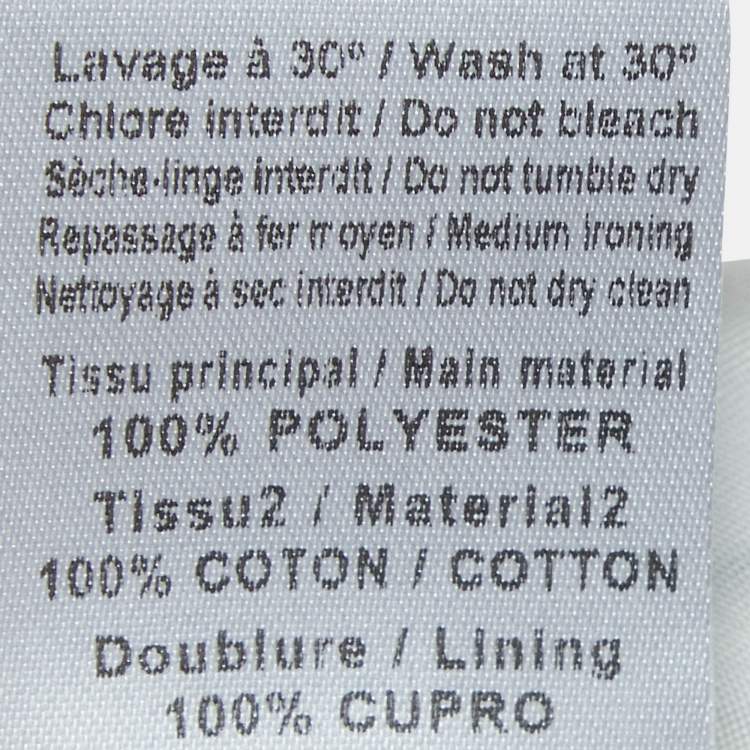 Lavage à 30° / Wash at 30°
Chlore interdit / Do not bleach
Sèche-linge interdit / Do not tumble dry
Repassage à fer moyen / Medium ironing
Nettoyage à sec interdit / Do not dry clean
Tissu principal / Main material
100% POLYESTER
Tissu2 / Material2
100% COTON / COTTON
Doublure / Lining
100% CUPRO